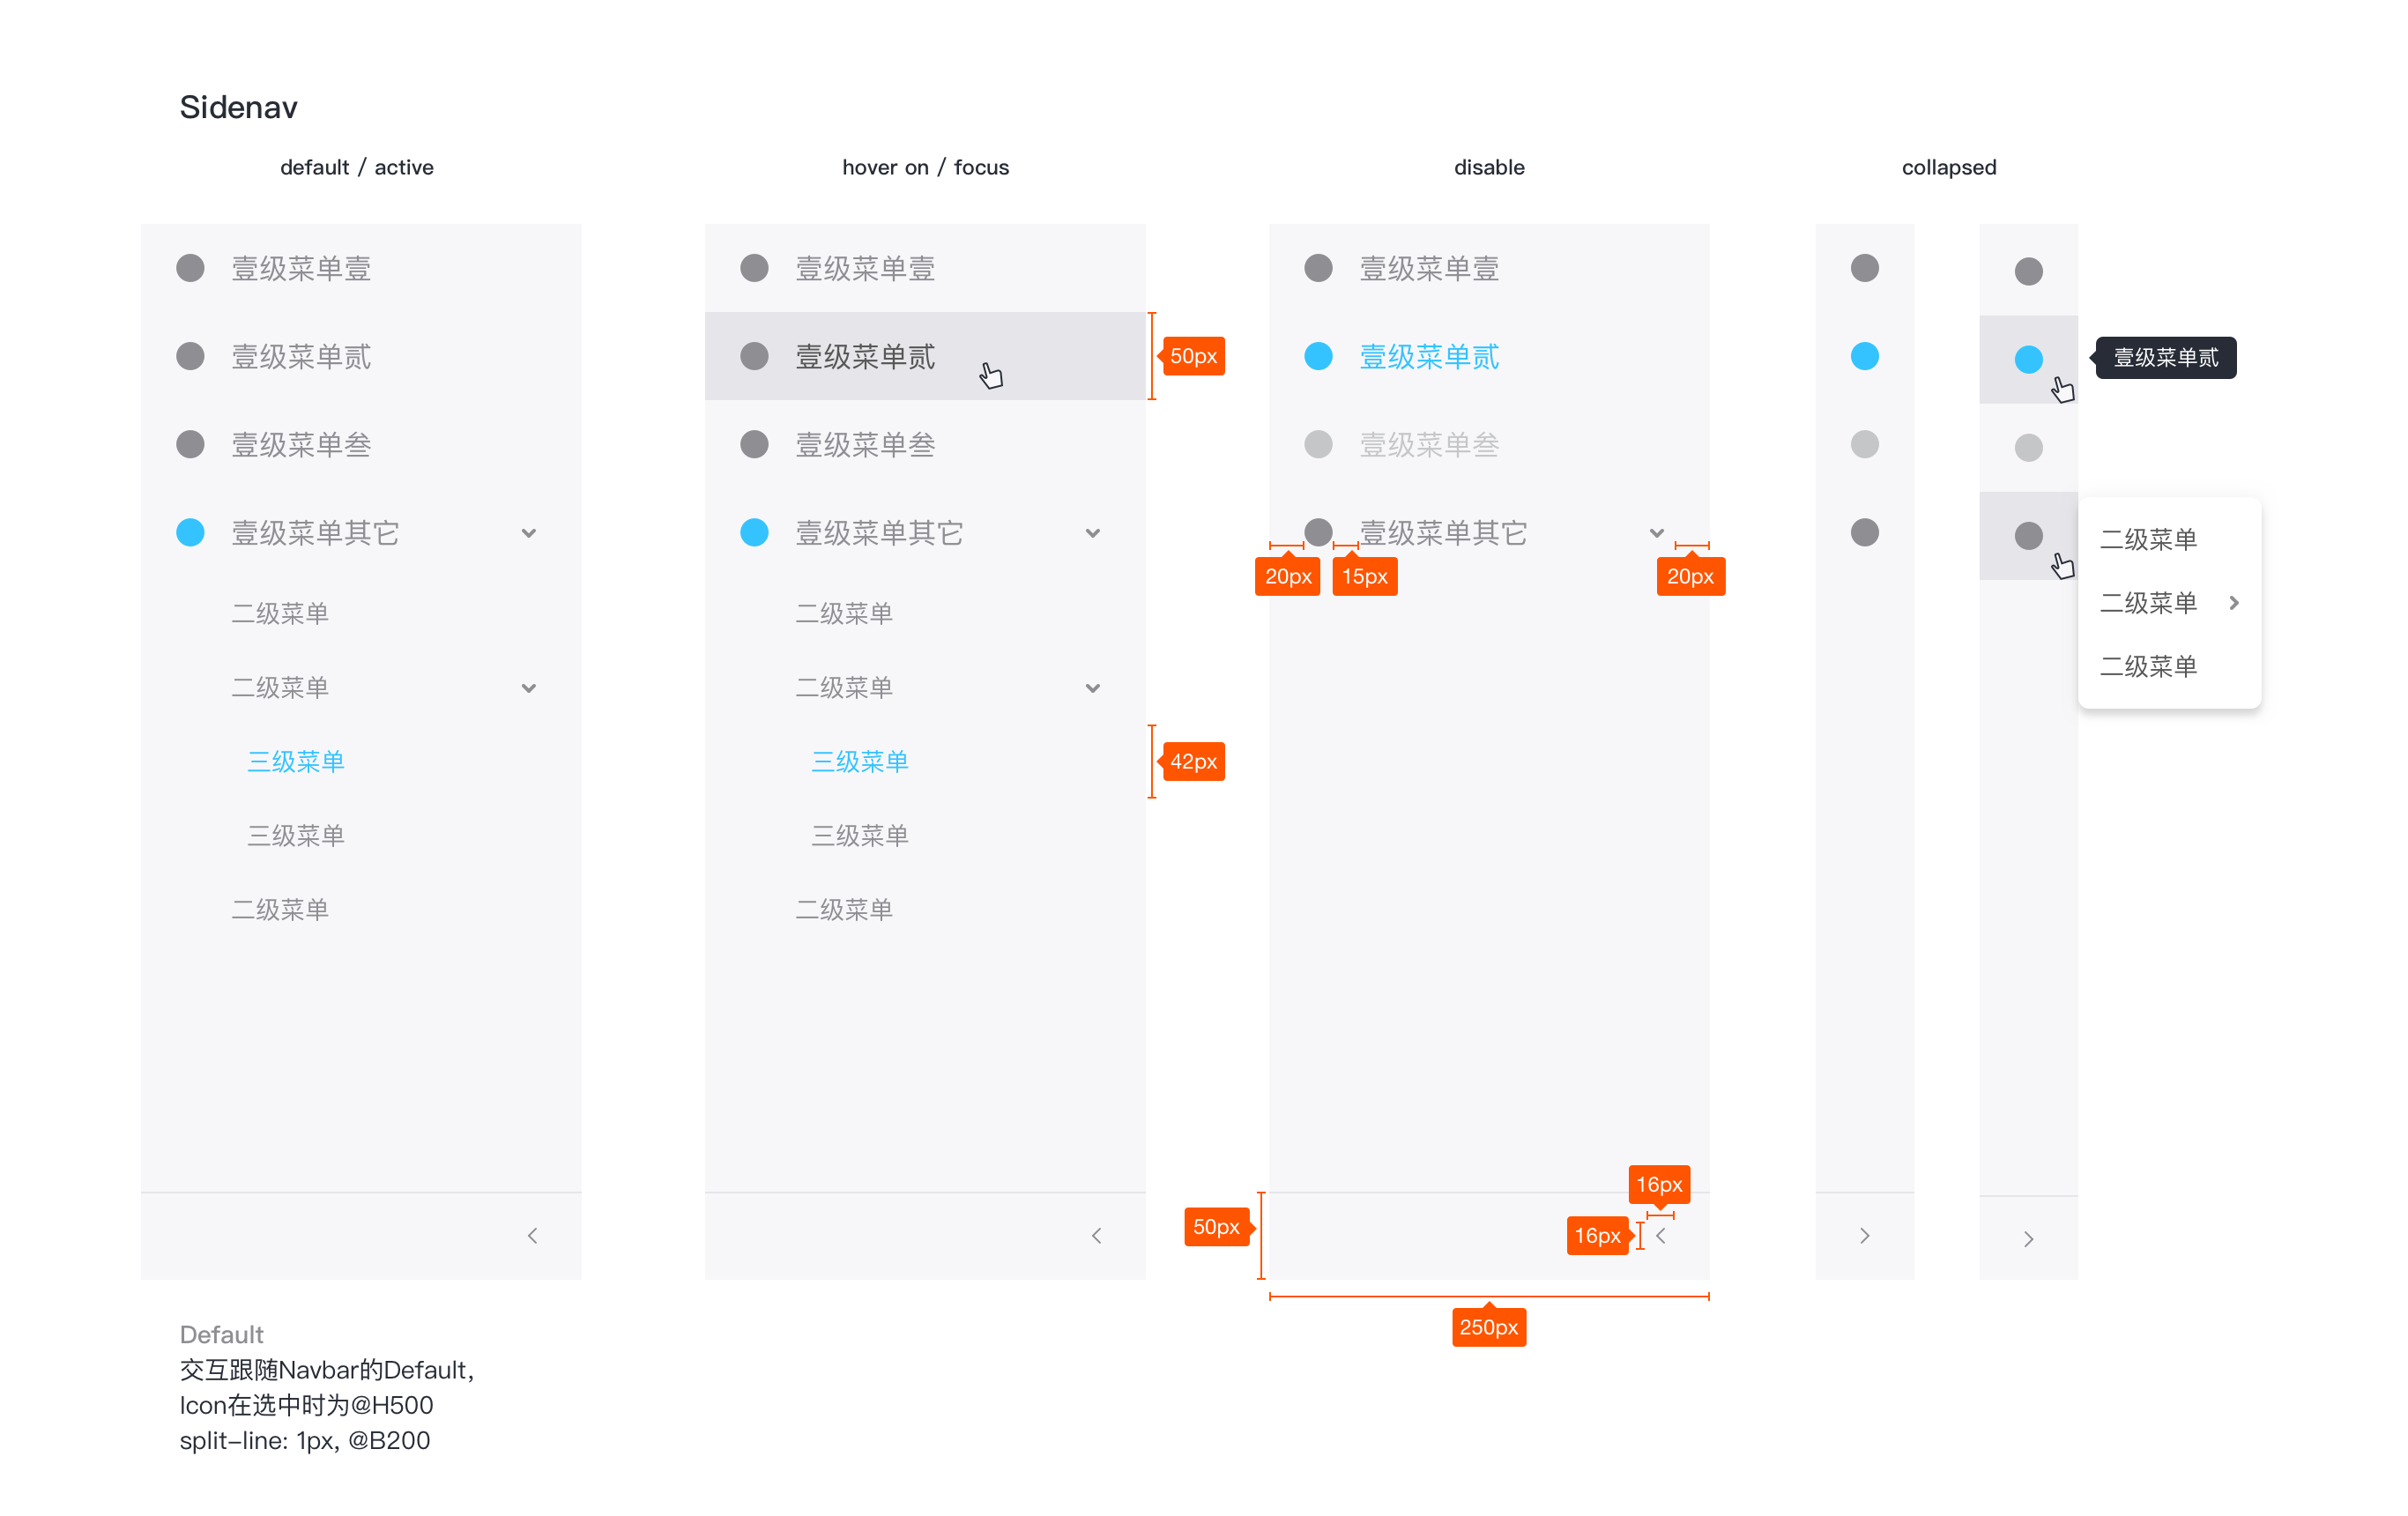 Sidenav
default / active
壹级菜单壹
壹级菜单贰
壹级菜单叁
壹级菜单其它
二级菜单
二级菜单
三级菜单
三级菜单
二级菜单
hover on / focus
壹级菜单壹
壹级菜单贰
50px
壹级菜单叁
壹级菜单其它
二级菜单
二级菜单
三级菜单
42px
三级菜单
二级菜单
disable
壹级菜单壹
壹级菜单贰
壹级菜单叁
壹级菜单其它
20px
15px
20px
16px
50px
16px
250px
collapsed
壹级菜单贰
二级菜单
二级菜单
二级菜单
Default
交互跟随Navbar的Default,
Icon在选中时为@H500
split-line: 1px, @B200